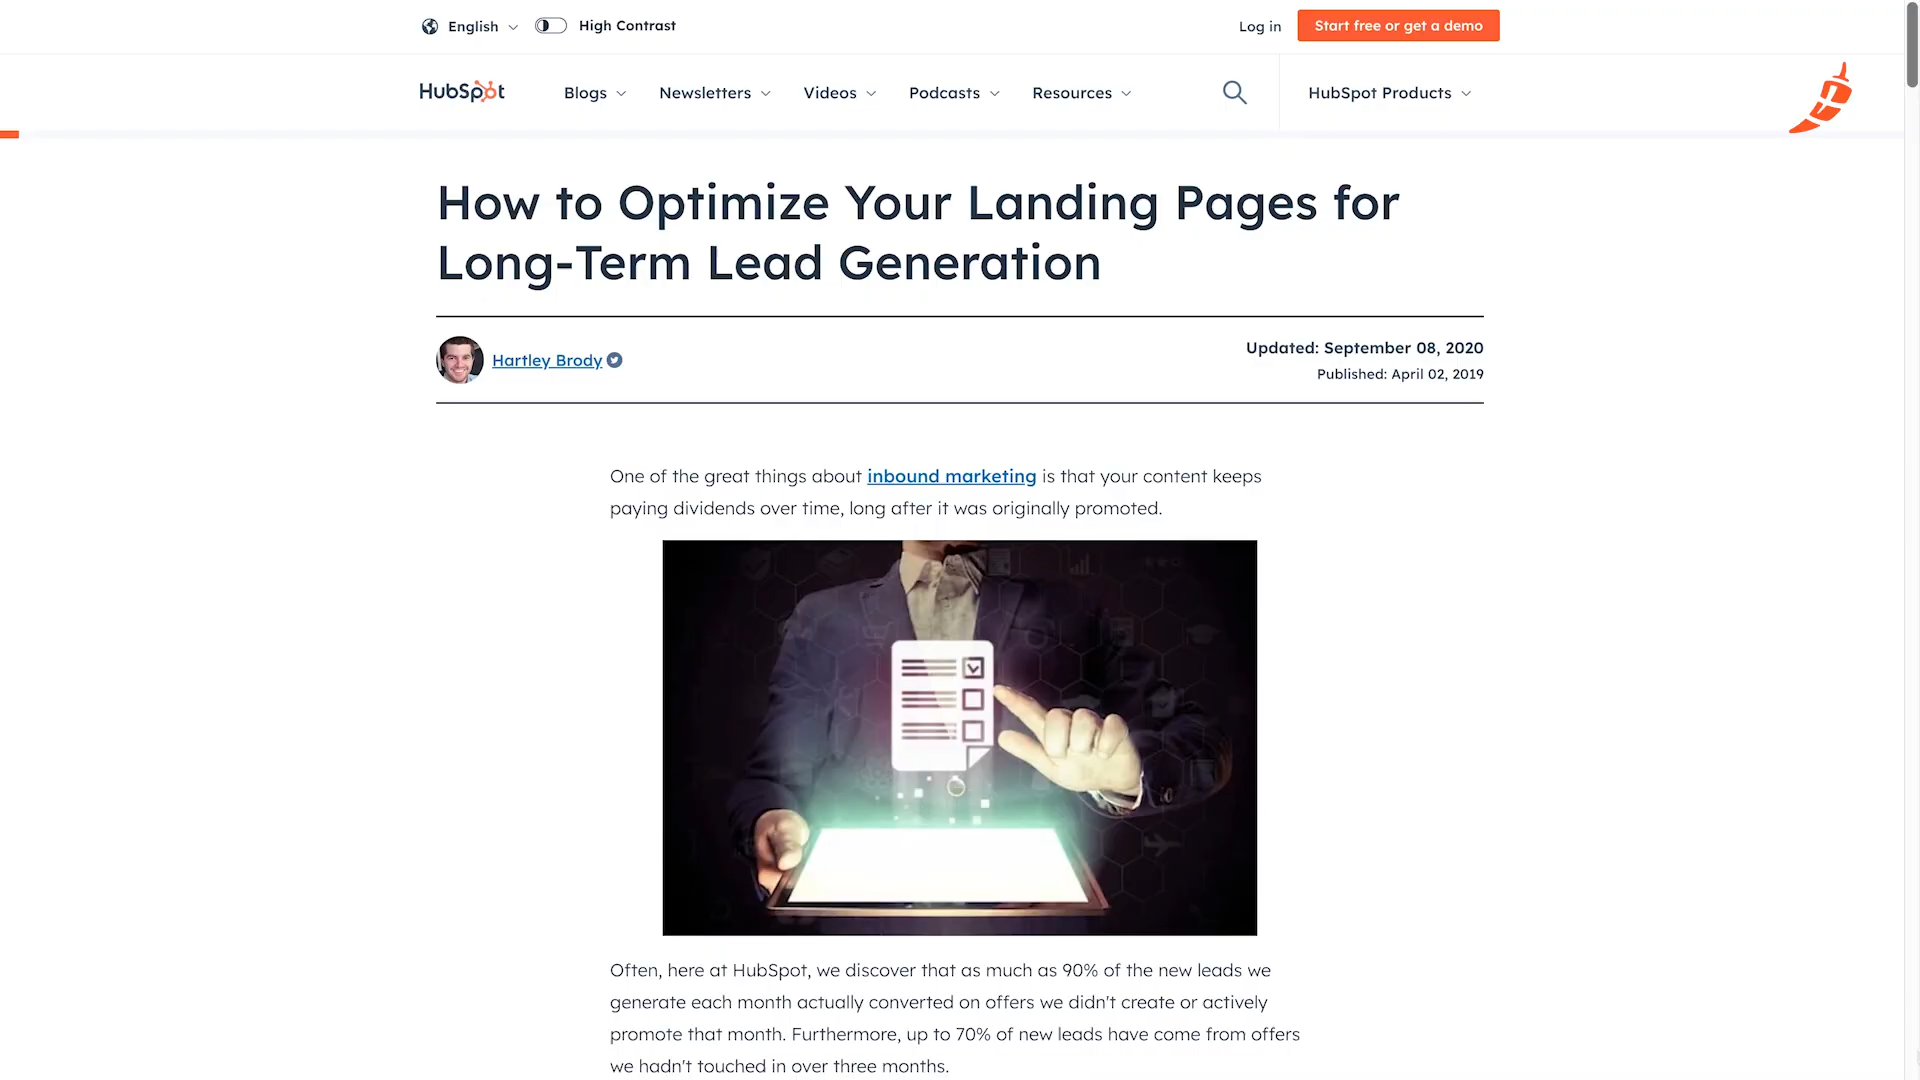 English
High Contrast
Log in
Start free or get a demo
HubSpot
Blogs
Newsletters
Videos
Podcasts
Resources
HubSpot Products
How to Optimize Your Landing Pages for
Long-Term Lead Generation
Hartley Brody
Updated: September 08, 2020
Published: April 02, 2019
One of the great things about inbound marketing is that your content keeps
paying dividends over time, long after it was originally promoted.
Often, here at HubSpot, we discover that as much as 90% of the new leads we
generate each month actually converted on offers we didn't create or actively
promote that month. Furthermore, up to 70% of new leads have come from offers
we hadn't touched in over three months.